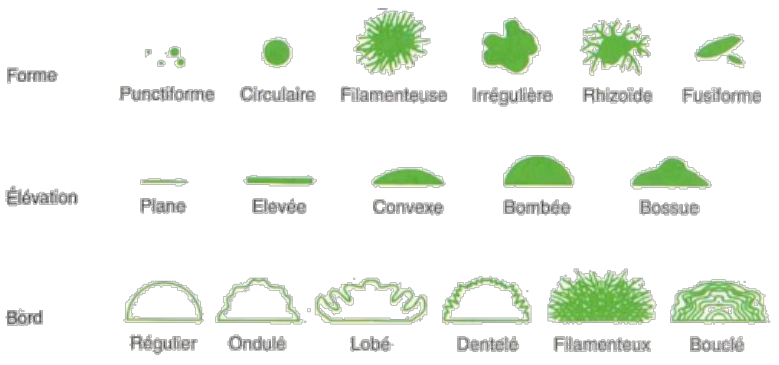 Forme
Punctiforme Circulaire Filamenteuse Irrégulière Rhizoïde Fusiforme
Élévation
Plane Elevée Convexe Bombée Bossue
Bord
Régulier Ondulé Lobé Dentelé Filamenteux Bouclé